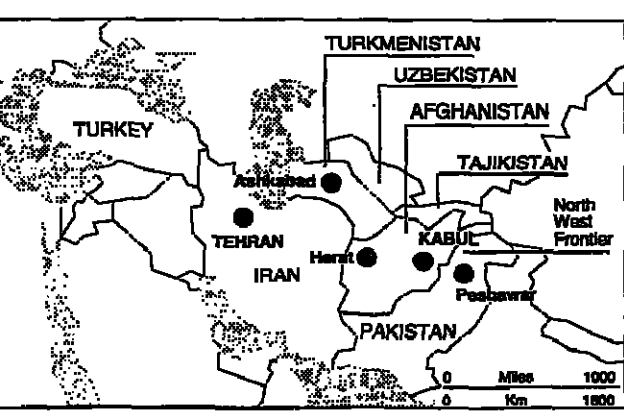 TURKMENISTAN
UZBEKISTAN
AFGHANISTAN
TURKEY
TAJIKISTAN
Ashkabad
North
West
Frontier
TEHRAN
KABUL
Herat
IRAN
Peshawar
PAKISTAN
0 Miles 1000
0 Km 1600